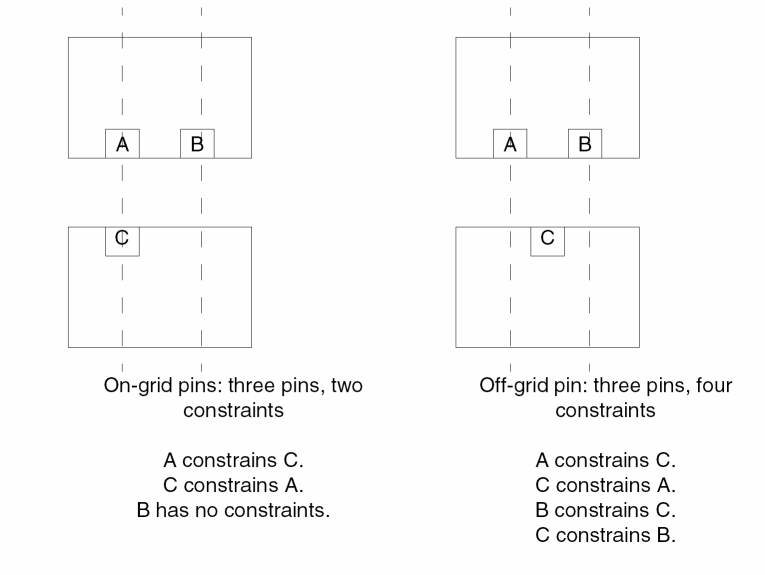 A
B
C
A
B
C
On-grid pins: three pins, two
constraints
A constrains C.
C constrains A.
B has no constraints.
Off-grid pin: three pins, four
constraints
A constrains C.
C constrains A.
B constrains C.
C constrains B.